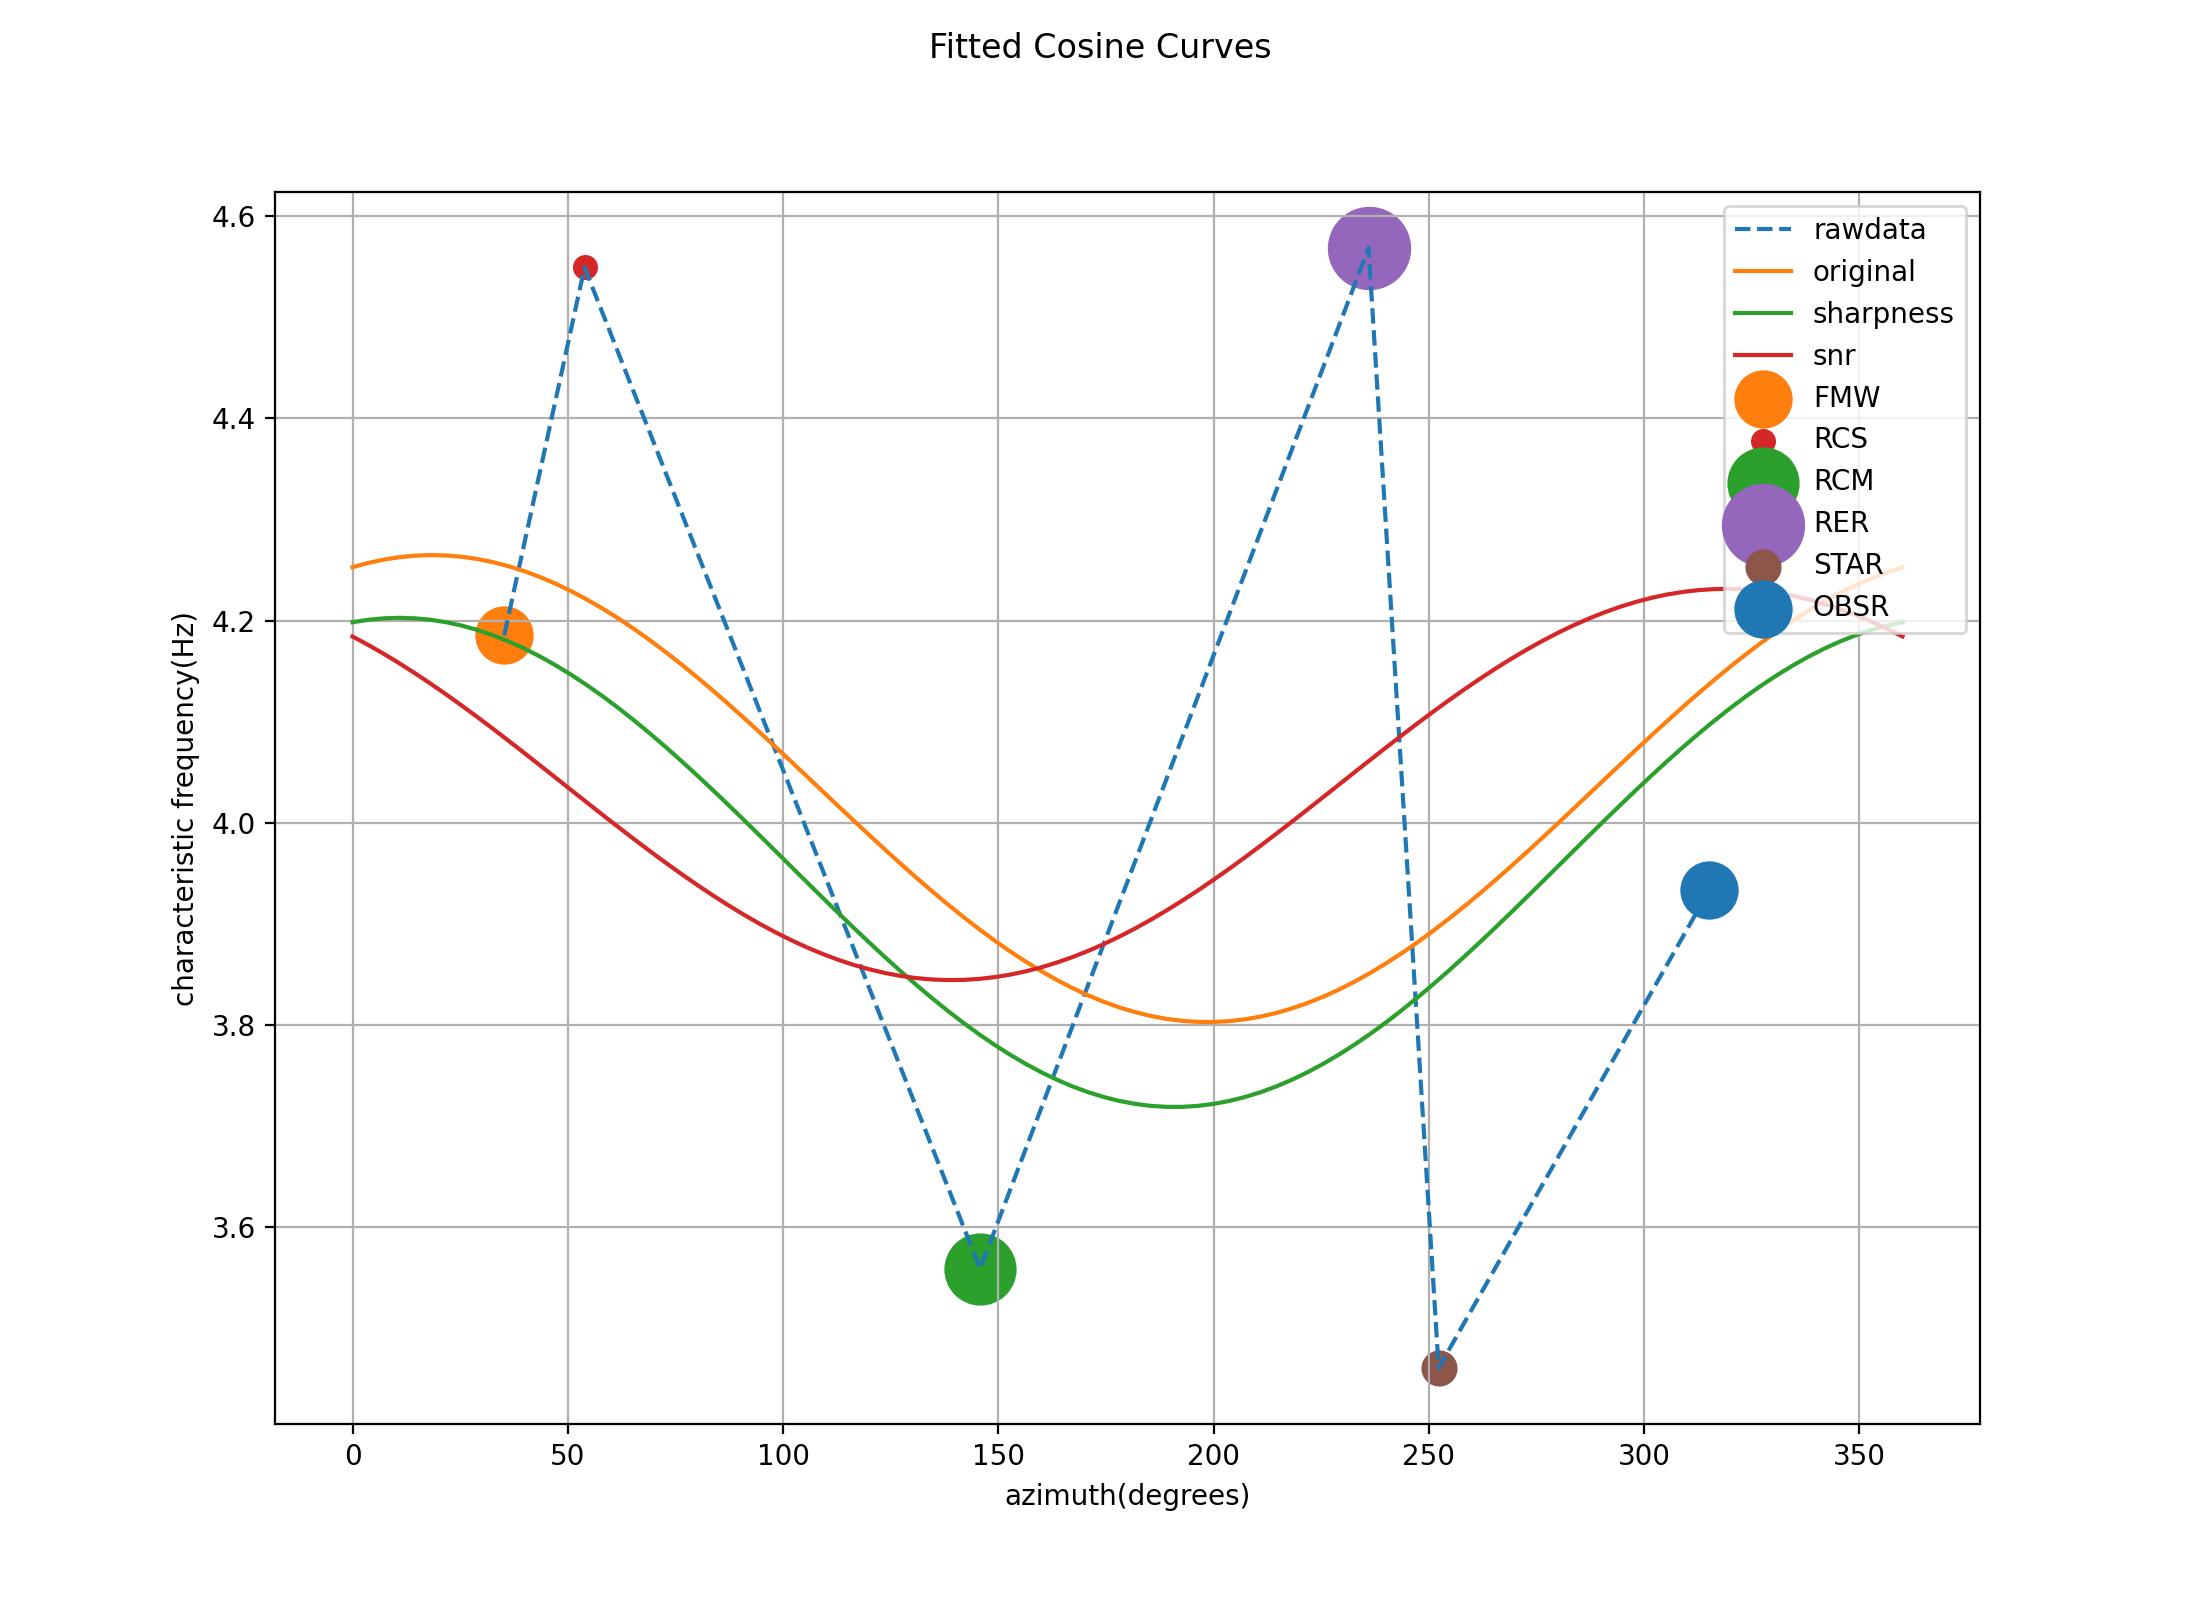 Fitted Cosine Curves
4.6
4.4
4.2
4.0
3.8
3.6
characteristic frequency(Hz)
0 50 100 150 200 250 300 350
azimuth(degrees)
rawdata
original
sharpness
snr
FMW
RCS
RCM
RER
STAR
OBSR